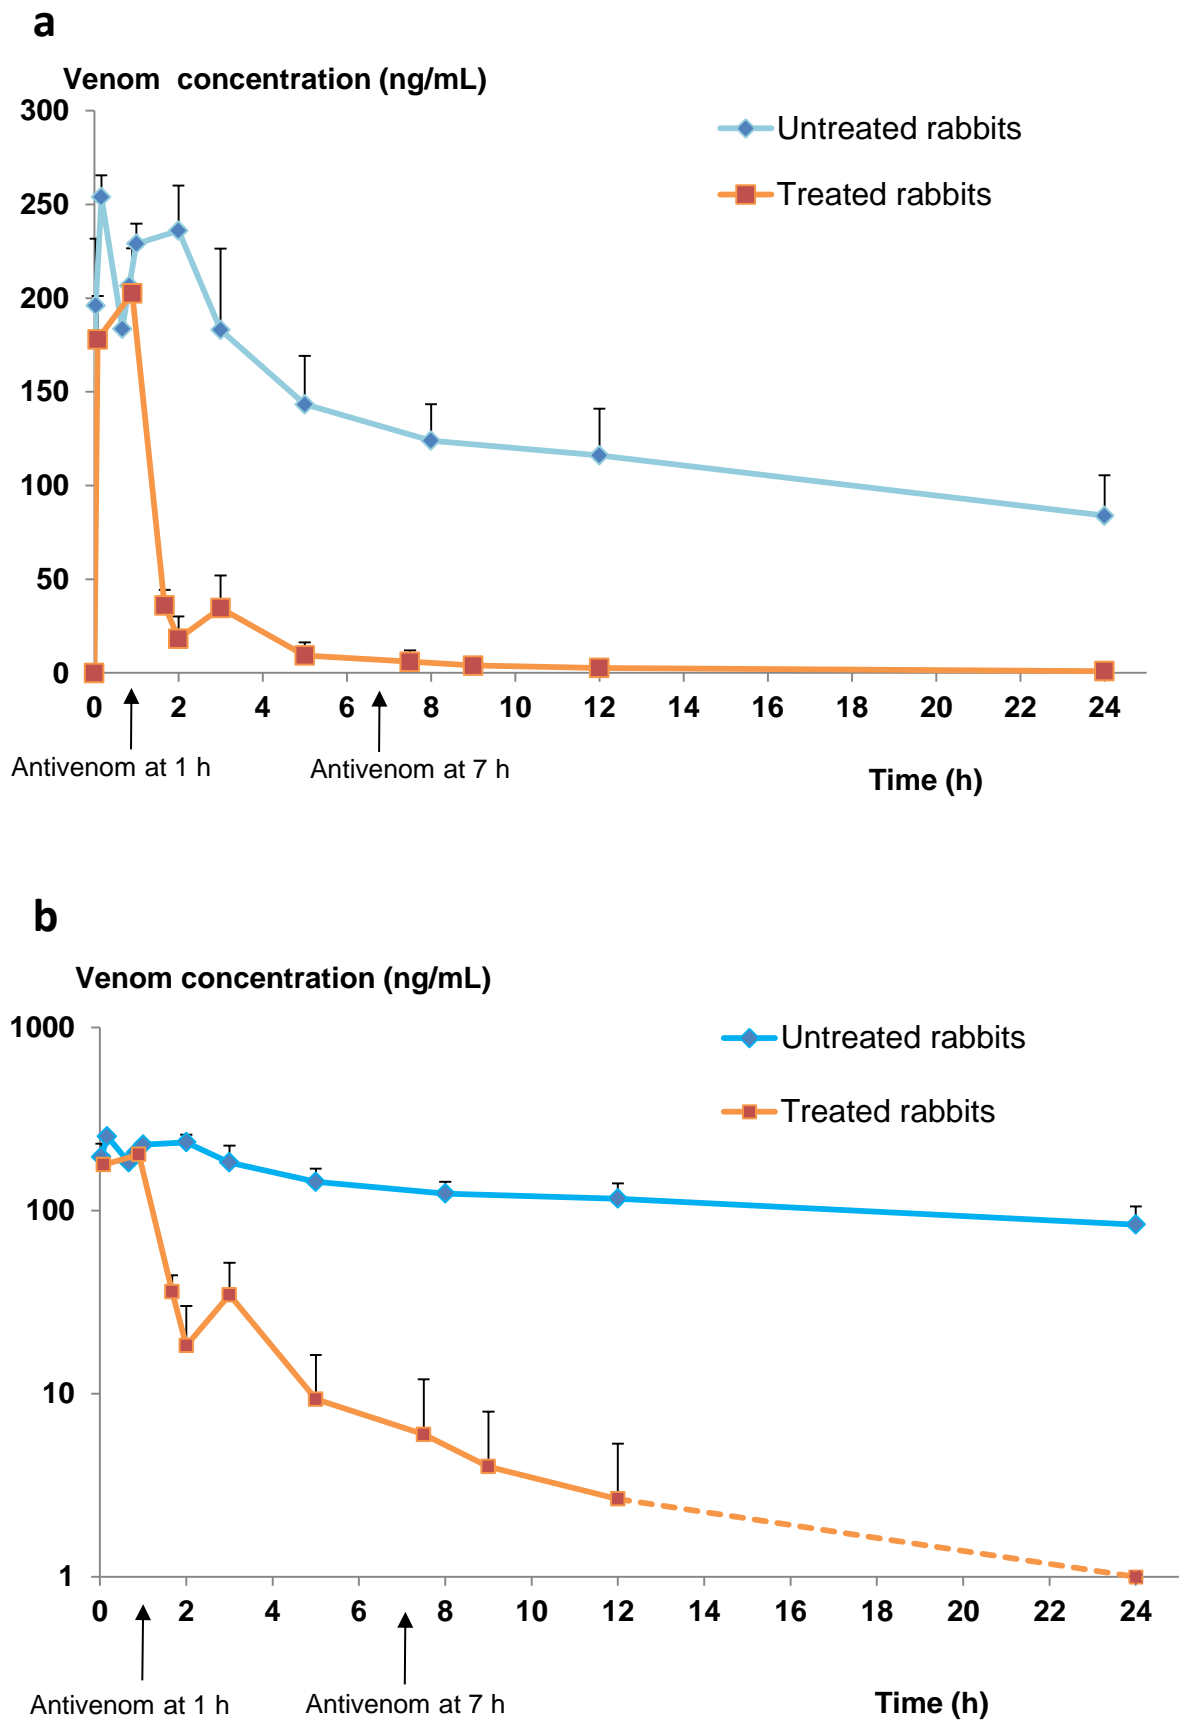 a
Venom  concentration (ng/mL)
300
250
200
150
100
50
0
Untreated rabbits
Treated rabbits
0 2 4 6 8 10 12 14 16 18 20 22 24
Antivenom at 1 h
Antivenom at 7 h
Time (h)
b
Venom concentration (ng/mL)
1000
100
10
1
Untreated rabbits
Treated rabbits
0 2 4 6 8 10 12 14 16 18 20 22 24
Antivenom at 1 h
Antivenom at 7 h
Time (h)